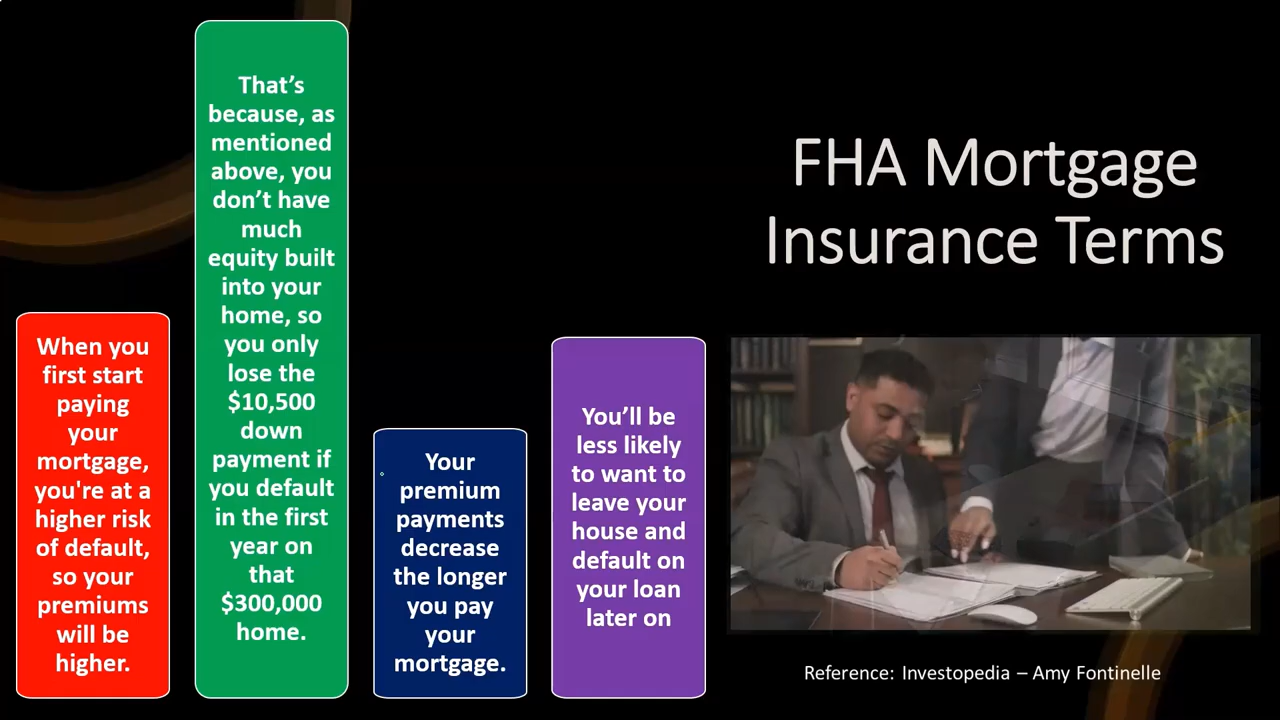 FHA Mortgage
Insurance Terms
When you
first start
paying
your
mortgage,
you're at a
higher risk
of default,
so your
premiums
will be
higher.
That’s
because, as
mentioned
above, you
don’t have
much
equity built
into your
home, so
you only
lose the
$10,500
down
payment if
you default
in the first
year on
that
$300,000
home.
Your
premium
payments
decrease
the longer
you pay
your
mortgage.
You’ll be
less likely
to want to
leave your
house and
default on
your loan
later on
Reference: Investopedia – Amy Fontinelle